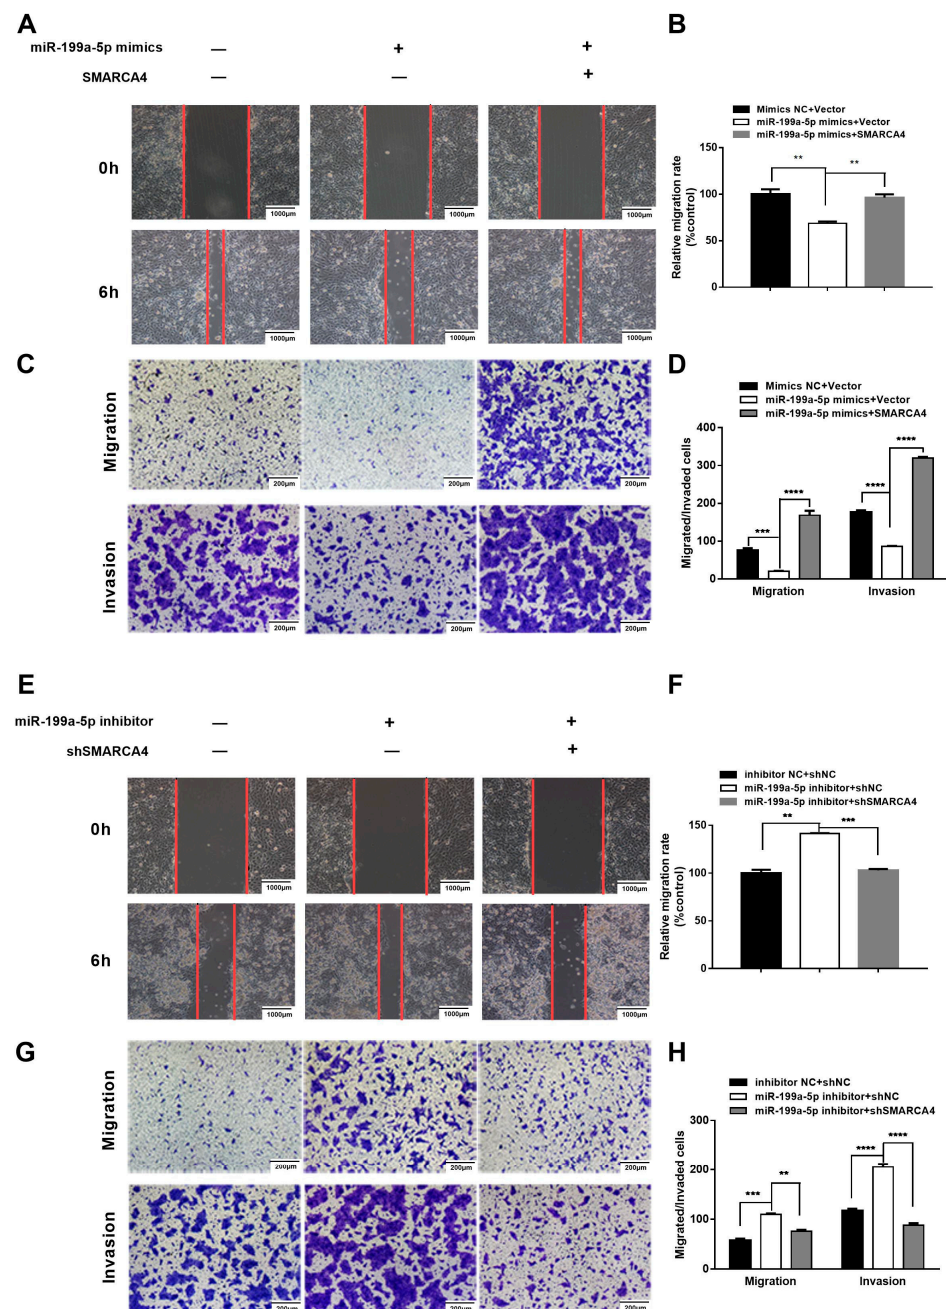 A
miR-199a-5p mimics — + +
SMARCA4 — — +
0h
1000μm 1000μm 1000μm
6h
1000μm 1000μm 1000μm
B
Mimics NC+Vector
miR-199a-5p mimics+Vector
miR-199a-5p mimics+SMARCA4
Relative migration rate
(%control)
150
100
50
0
** **
C
Migration
200μm 200μm 200μm
Invasion
200μm 200μm 200μm
D
Mimics NC+Vector
miR-199a-5p mimics+Vector
miR-199a-5p mimics+SMARCA4
Migrated/Invaded cells
400
300
200
100
0
*** **** **** ****
Migration Invasion
E
miR-199a-5p inhibitor — + +
shSMARCA4 — — +
0h
1000μm 1000μm 1000μm
6h
1000μm 1000μm 1000μm
F
inhibitor NC+shNC
miR-199a-5p inhibitor+shNC
miR-199a-5p inhibitor+shSMARCA4
Relative migration rate
(%control)
150
100
50
0
** ***
G
Migration
200μm 200μm 200μm
Invasion
200μm 200μm 200μm
H
inhibitor NC+shNC
miR-199a-5p inhibitor+shNC
miR-199a-5p inhibitor+shSMARCA4
Migrated/Invaded cells
300
200
100
0
*** ** **** ****
Migration Invasion